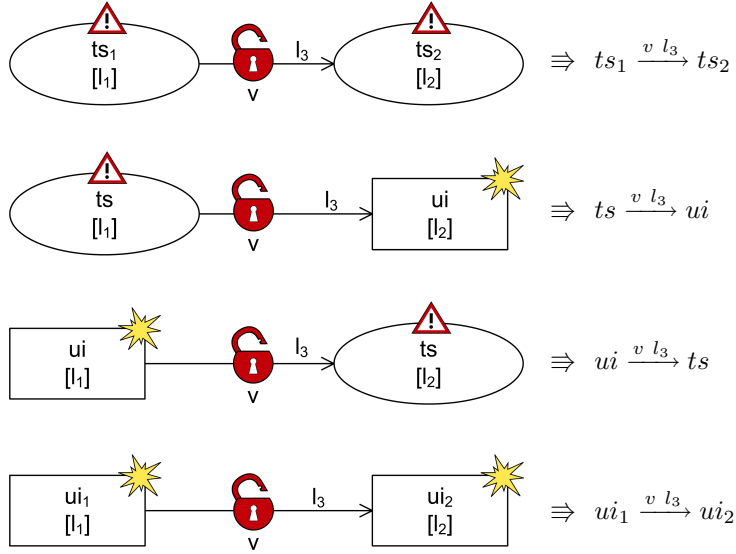 ts₁ [l₁] v l₃ ts₂ [l₂] ⇛ ts₁ —v l₃→ ts₂
ts [l₁] v l₃ ui [l₂] ⇛ ts —v l₃→ ui
ui [l₁] v l₃ ts [l₂] ⇛ ui —v l₃→ ts
ui₁ [l₁] v l₃ ui₂ [l₂] ⇛ ui₁ —v l₃→ ui₂